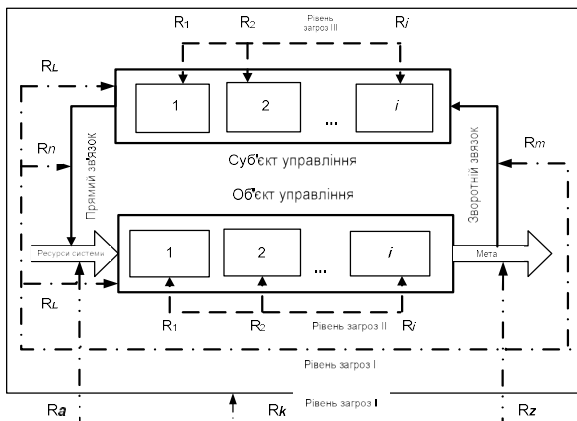 R1 R2 Рівень загроз III Ri
RL
1 2 ... i
Rn
Суб'єкт управління
Rm
Прямий зв'язок
Зворотній звязок
Об'єкт управління
Ресурси системи
1 2 ... i
Мета
RL
R1 R2 Рівень загроз II Ri
Рівень загроз I
Ra Rk Рівень загроз I Rz